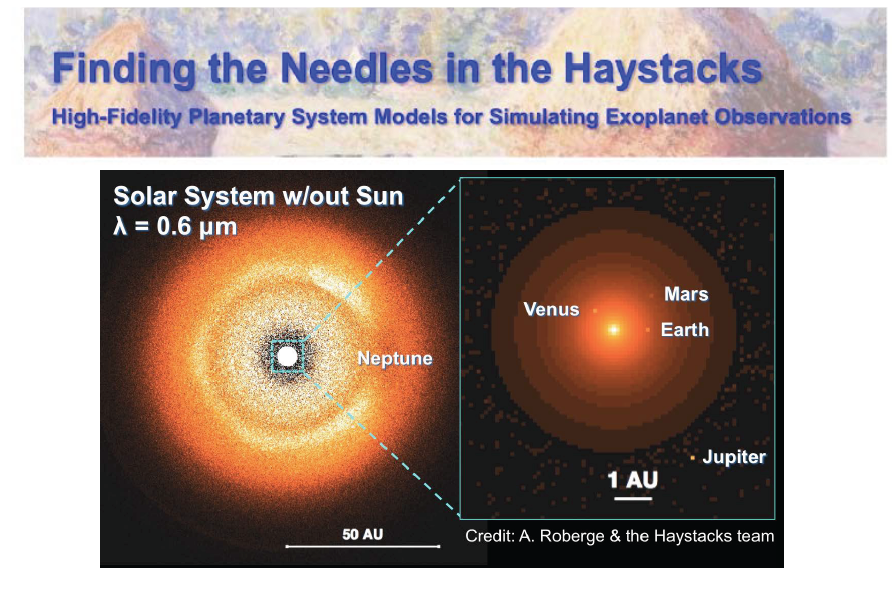 Finding the Needles in the Haystacks
High-Fidelity Planetary System Models for Simulating Exoplanet Observations
Solar System w/out Sun
λ = 0.6 μm
Neptune
50 AU
Venus
Mars
Earth
Jupiter
1 AU
Credit: A. Roberge & the Haystacks team